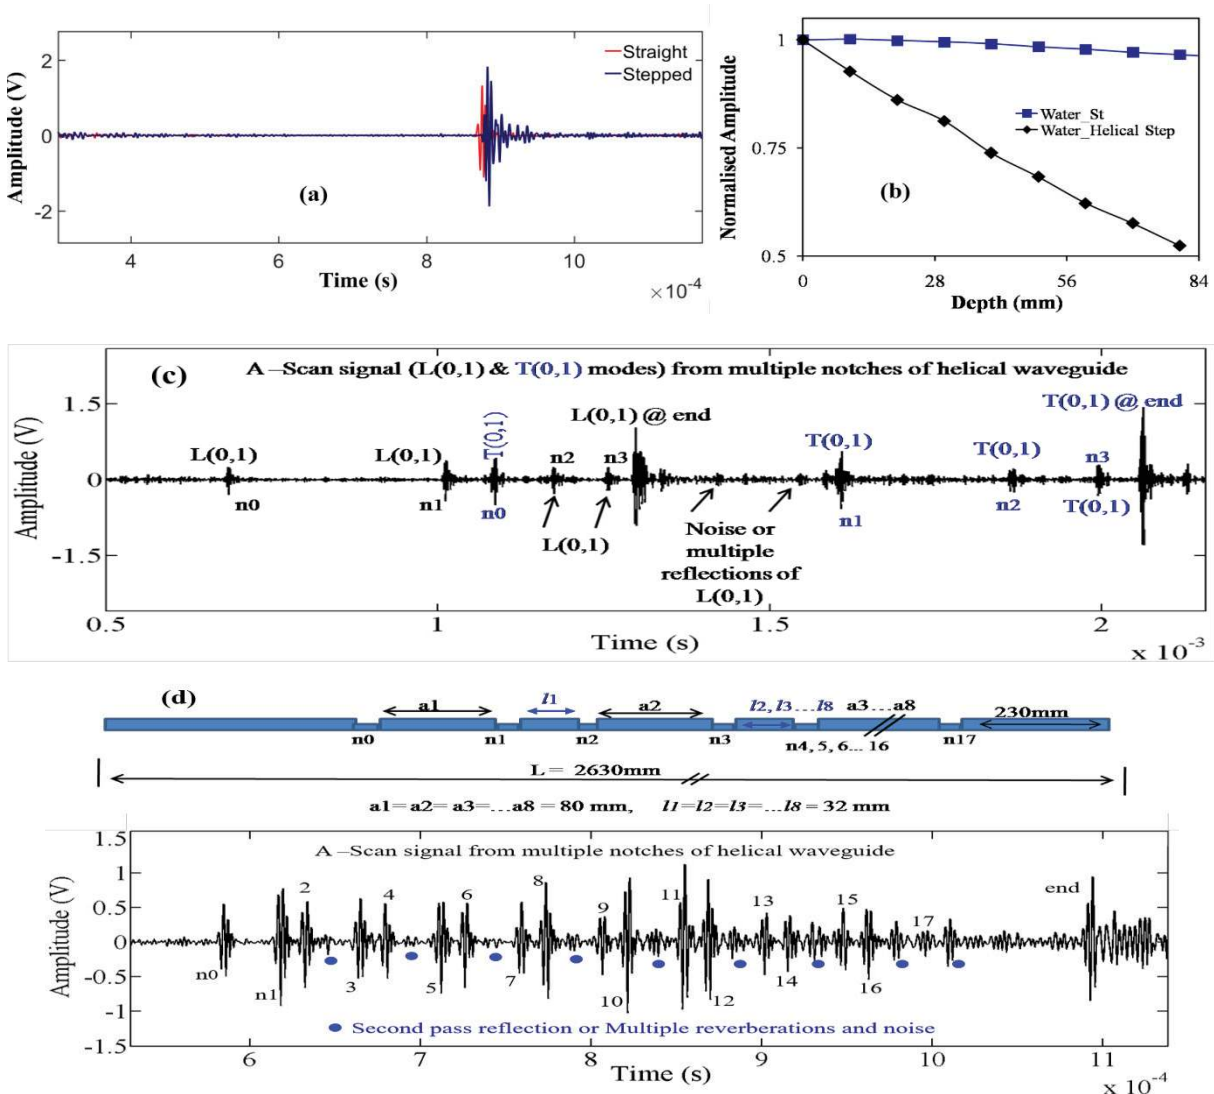 2
Straight
Stepped
Amplitude (V)
0
(a)
-2
4
6
8
10
Time (s)
×10⁻⁴
1
Normalised Amplitude
Water_St
Water_Helical Step
0.75
(b)
0.5
0
28
56
84
Depth (mm)
(c)
A –Scan signal (L(0,1) & T(0,1) modes) from multiple notches of helical waveguide
1.5
L(0,1) @ end
T(0,1) @ end
L(0,1)
L(0,1)
T(0,1)
n2
n3
T(0,1)
T(0,1)
n3
Amplitude (V)
0
n0
n1
n0
L(0,1)
n1
n2
T(0,1)
Noise or
multiple
reflections of
L(0,1)
-1.5
0.5
1
1.5
2
Time (s)
x 10⁻³
(d)
a1
l1
a2
l2, l3....l8
a3.....a8
230mm
n0
n1
n2
n3
n4, 5, 6... 16
n17
L = 2630mm
a1=a2= a3=....a8 = 80 mm, l1=l2=l3=....l8 = 32 mm
1.5
A –Scan signal from multiple notches of helical waveguide
1
2
4
6
8
9
11
13
15
17
end
0.5
Amplitude (V)
0
n0
n1
3
5
7
10
12
14
16
-0.5
-1
Second pass reflection or Multiple reverberations and noise
-1.5
6
7
8
9
10
11
Time (s)
x 10⁻⁴